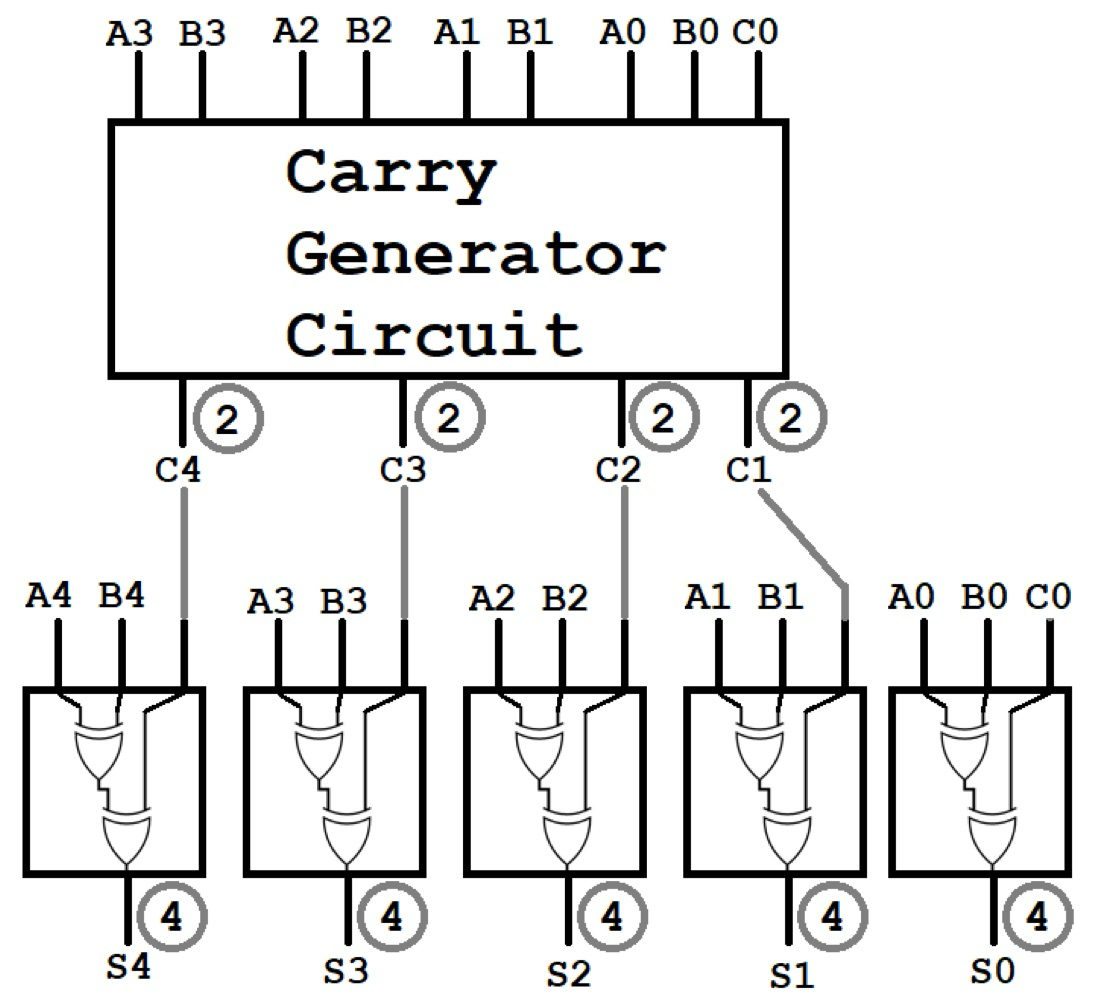 A3 B3 A2 B2 A1 B1 A0 B0 C0
Carry
Generator
Circuit
2 2 2 2
C4 C3 C2 C1
A4 B4 A3 B3 A2 B2 A1 B1 A0 B0 C0
4 4 4 4 4
S4 S3 S2 S1 S0